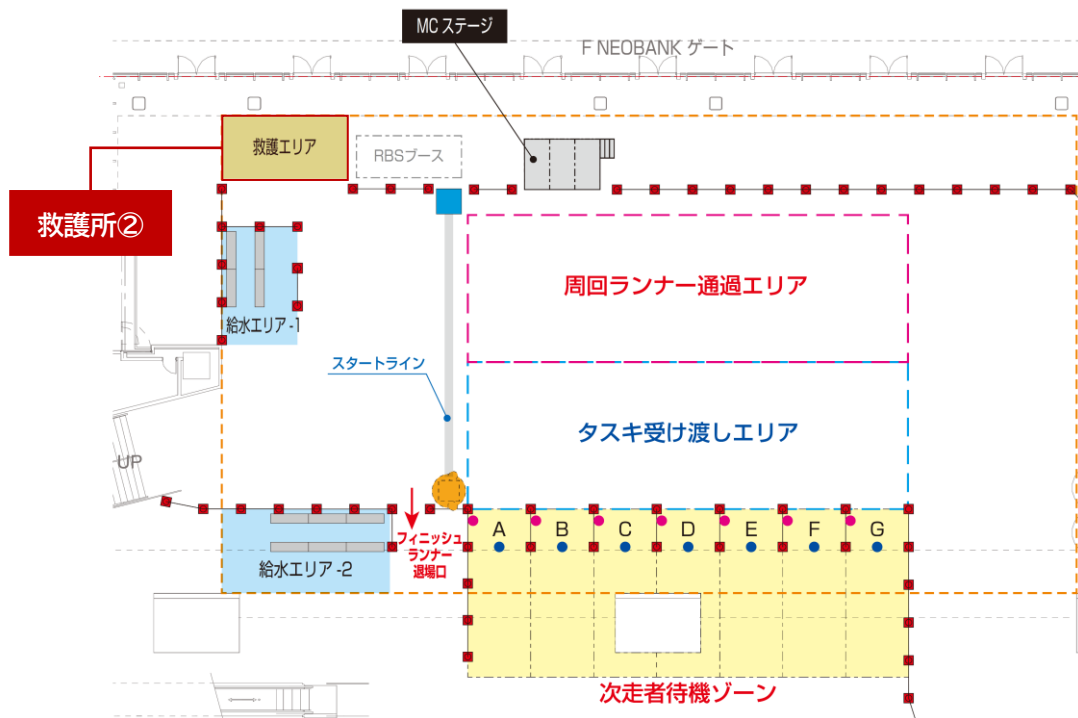 MCステージ
F NEOBANK ゲート
救護エリア
RBSブース
救護所②
周回ランナー通過エリア
給水エリア-1
スタートライン
タスキ受け渡しエリア
UP
A B C D E F G
フィニッシュ
ランナー
退場口
給水エリア-2
次走者待機ゾーン